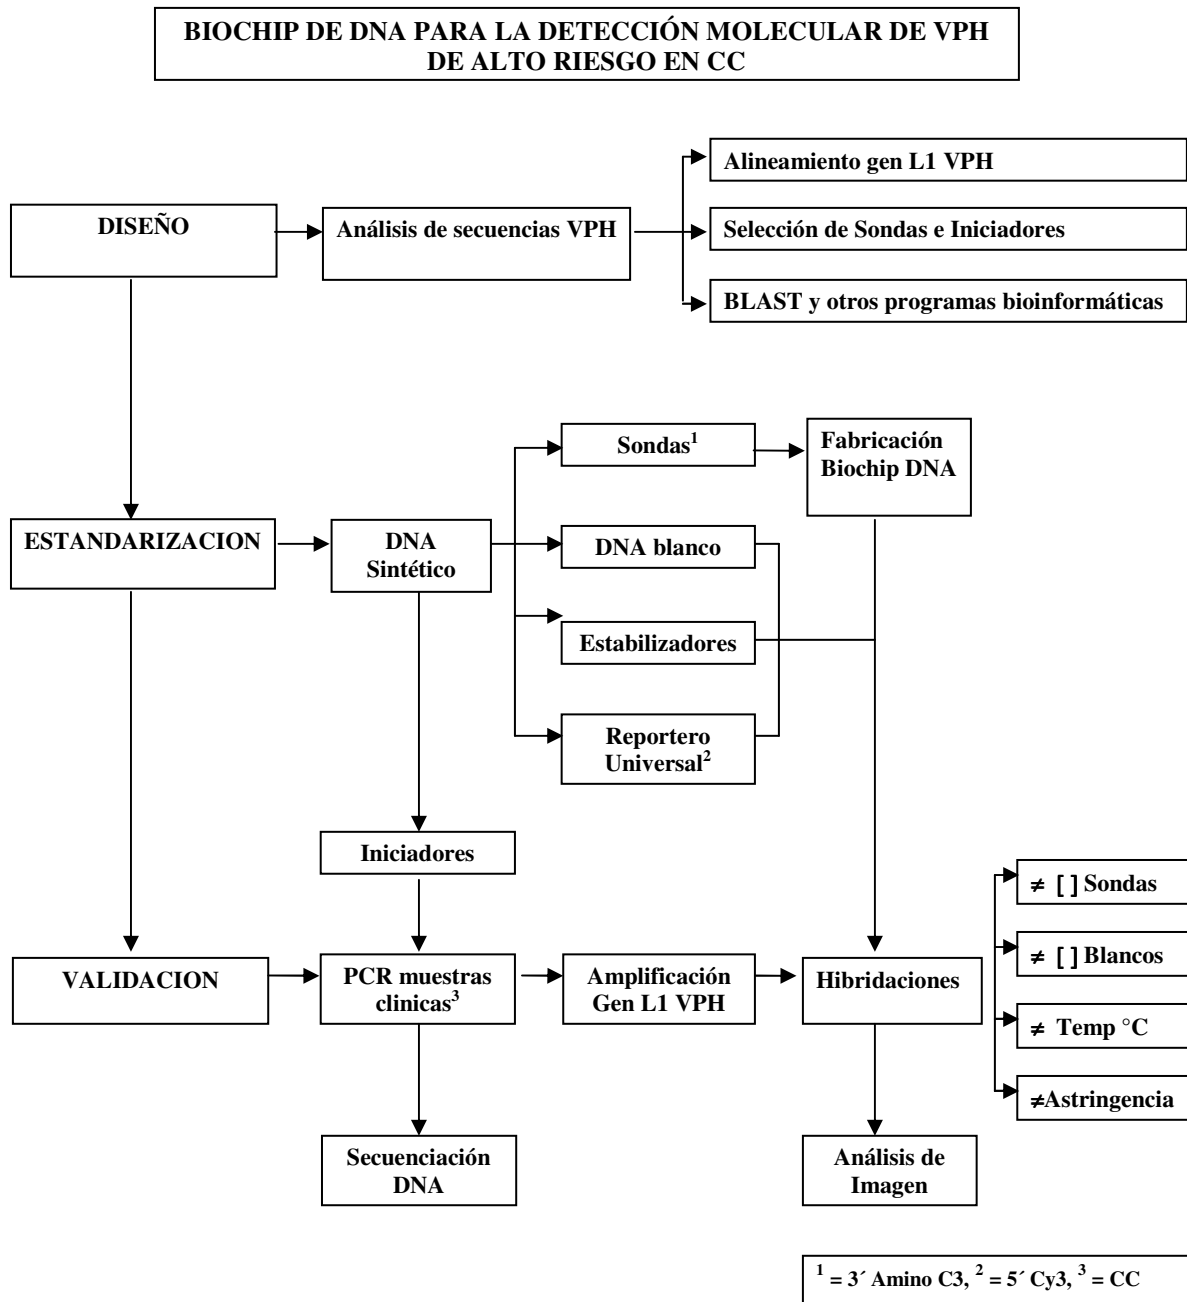 BIOCHIP DE DNA PARA LA DETECCIÓN MOLECULAR DE VPH
DE ALTO RIESGO EN CC
Alineamiento gen L1 VPH
DISEÑO
Análisis de secuencias VPH
Selección de Sondas e Iniciadores
BLAST y otros programas bioinformáticas
Sondas¹
Fabricación
Biochip DNA
ESTANDARIZACION
DNA
Sintético
DNA blanco
Estabilizadores
Reportero
Universal²
Iniciadores
≠ [ ] Sondas
≠ [ ] Blancos
≠ Temp °C
≠Astringencia
VALIDACION
PCR muestras
clinicas³
Amplificación
Gen L1 VPH
Hibridaciones
Secuenciación
DNA
Análisis de
Imagen
¹ = 3´ Amino C3, ² = 5´ Cy3, ³ = CC